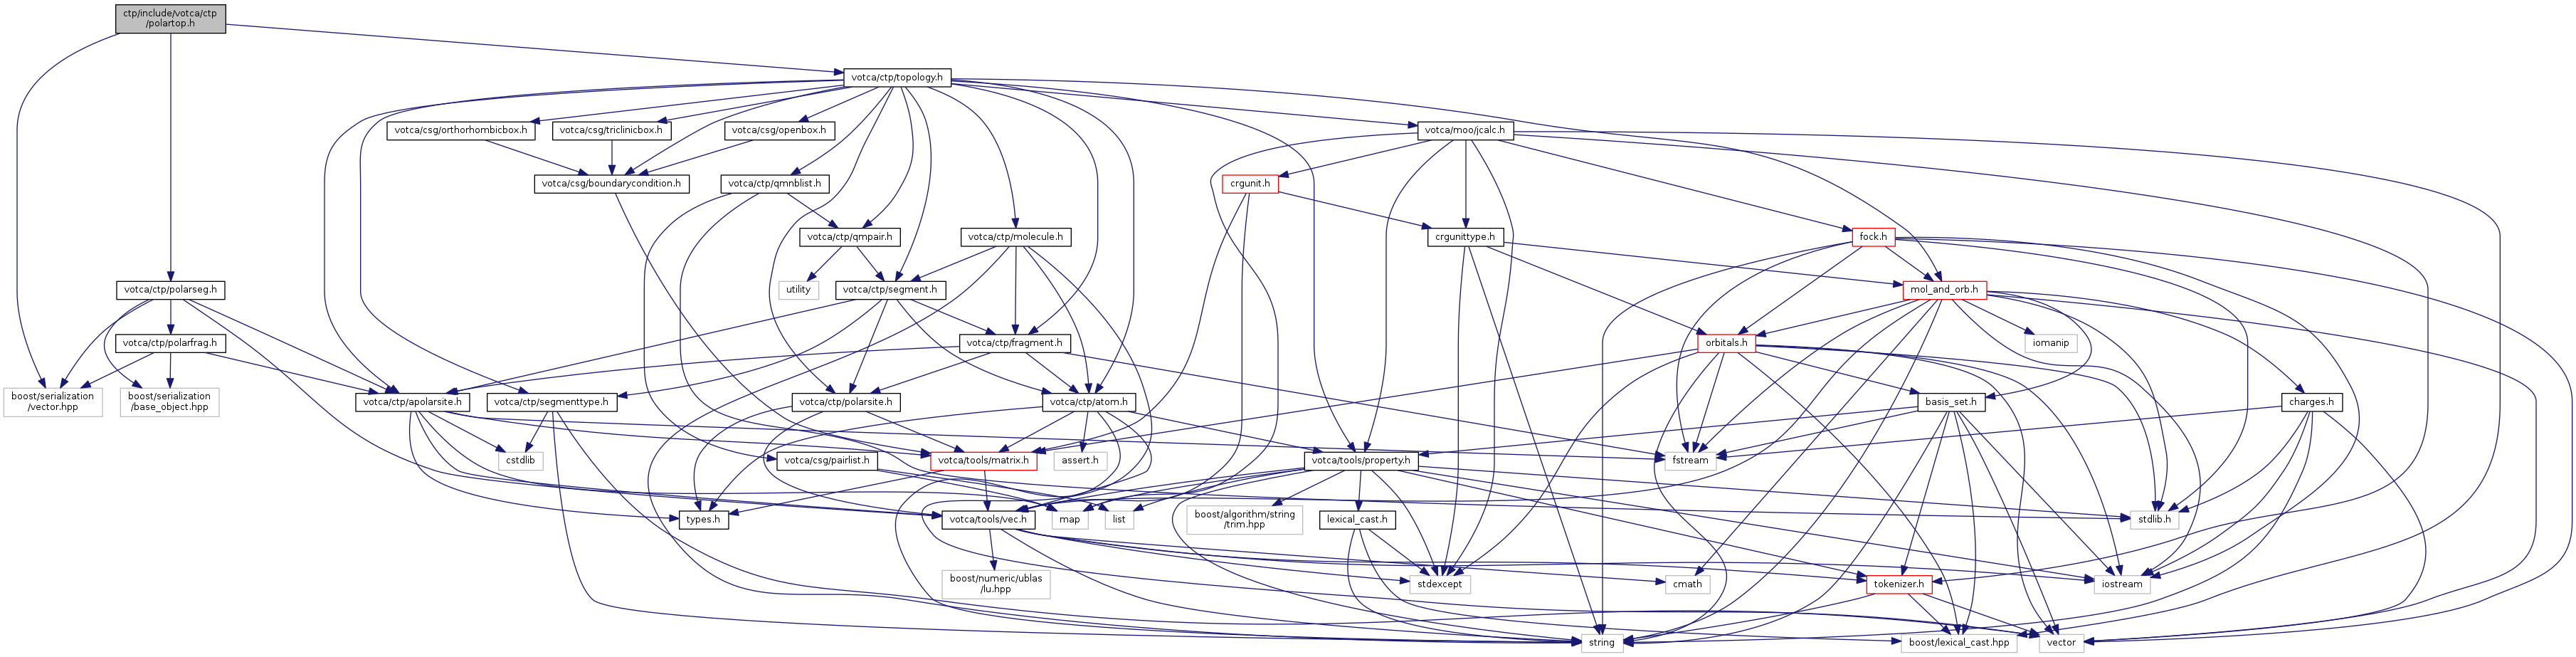 ctp/include/votca/ctp
/polartop.h
votca/ctp/topology.h
votca/csg/orthorhombicbox.h
votca/csg/triclinicbox.h
votca/csg/openbox.h
votca/moo/jcalc.h
votca/csg/boundarycondition.h
votca/ctp/qmnblist.h
crgunit.h
votca/ctp/qmpair.h
votca/ctp/molecule.h
crgunittype.h
fock.h
votca/ctp/polarseg.h
utility
votca/ctp/segment.h
mol_and_orb.h
votca/ctp/polarfrag.h
votca/ctp/fragment.h
orbitals.h
iomanip
boost/serialization
/vector.hpp
boost/serialization
/base_object.hpp
votca/ctp/apolarsite.h
votca/ctp/segmenttype.h
votca/ctp/polarsite.h
votca/ctp/atom.h
basis_set.h
charges.h
cstdlib
votca/csg/pairlist.h
votca/tools/matrix.h
assert.h
votca/tools/property.h
fstream
types.h
votca/tools/vec.h
map
list
boost/algorithm/string
/trim.hpp
lexical_cast.h
stdlib.h
boost/numeric/ublas
/lu.hpp
stdexcept
cmath
tokenizer.h
iostream
string
boost/lexical_cast.hpp
vector